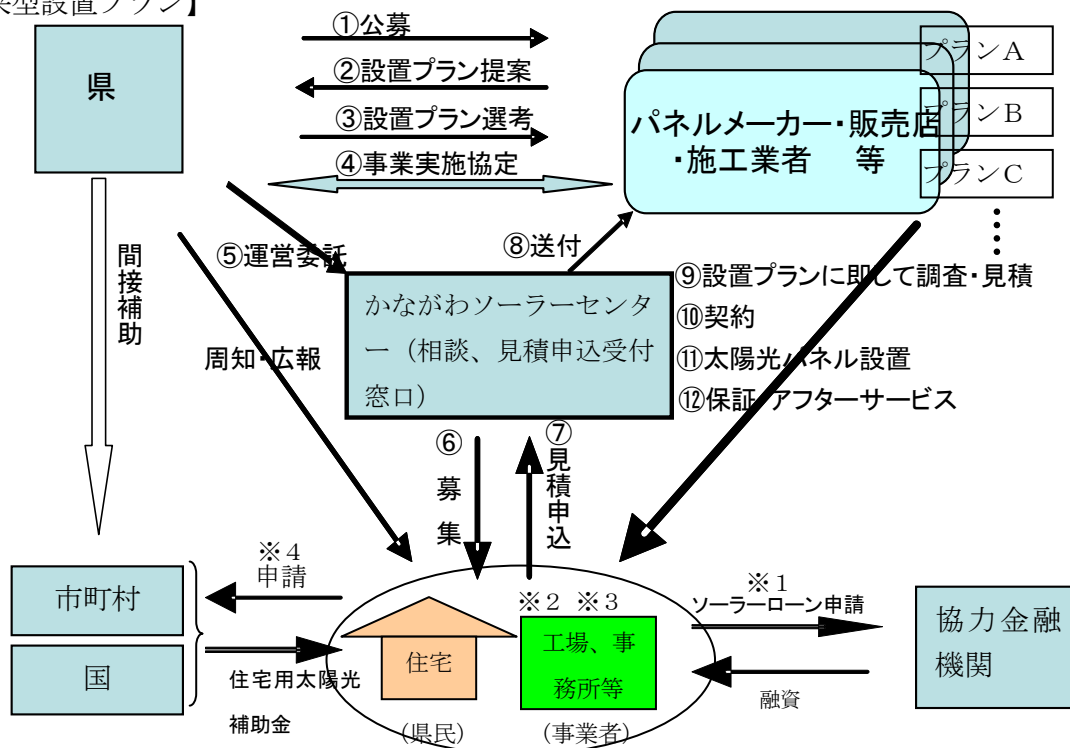 型設置プラン】
県
①公募
②設置プラン提案
③設置プラン選考
④事業実施協定
パネルメーカー・販売店
・施工業者 等
プランA
プランB
プランC
間接補助
⑤運営委託
⑧送付
周知・広報
かながわソーラーセンタ
ー（相談、見積申込受付
窓口）
⑨設置プランに即して調査・見積
⑩契約
⑪太陽光パネル設置
⑫保証・アフターサービス
⑥募集
⑦見積申込
市町村
国
※4
申請
住宅用太陽光
補助金
住宅
(県民)
※2 ※3
工場、事
務所等
(事業者)
※1
ソーラーローン申請
融資
協力金融
機関